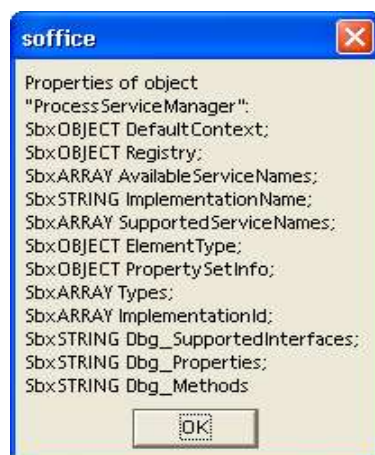 soffice
Properties of object
"ProcessServiceManager":
SbxOBJECT DefaultContext;
SbxOBJECT Registry;
SbxARRAY AvailableServiceNames;
SbxSTRING ImplementationName;
SbxARRAY SupportedServiceNames;
SbxOBJECT ElementType;
SbxOBJECT PropertySetInfo;
SbxARRAY Types;
SbxARRAY ImplementationId;
SbxSTRING Dbg_SupportedInterfaces;
SbxSTRING Dbg_Properties;
SbxSTRING Dbg_Methods
OK